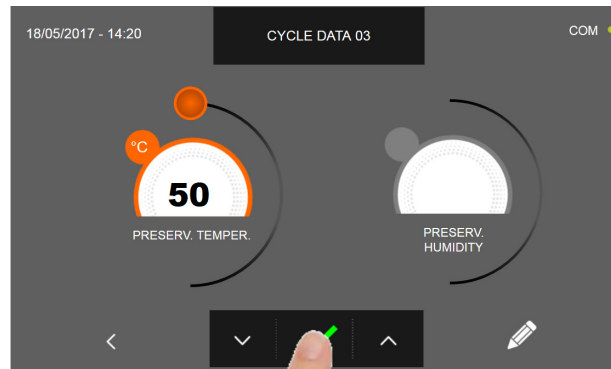 18/05/2017 - 14:20
CYCLE DATA 03
COM
°C
50
PRESERV. TEMPER.
PRESERV.
HUMIDITY